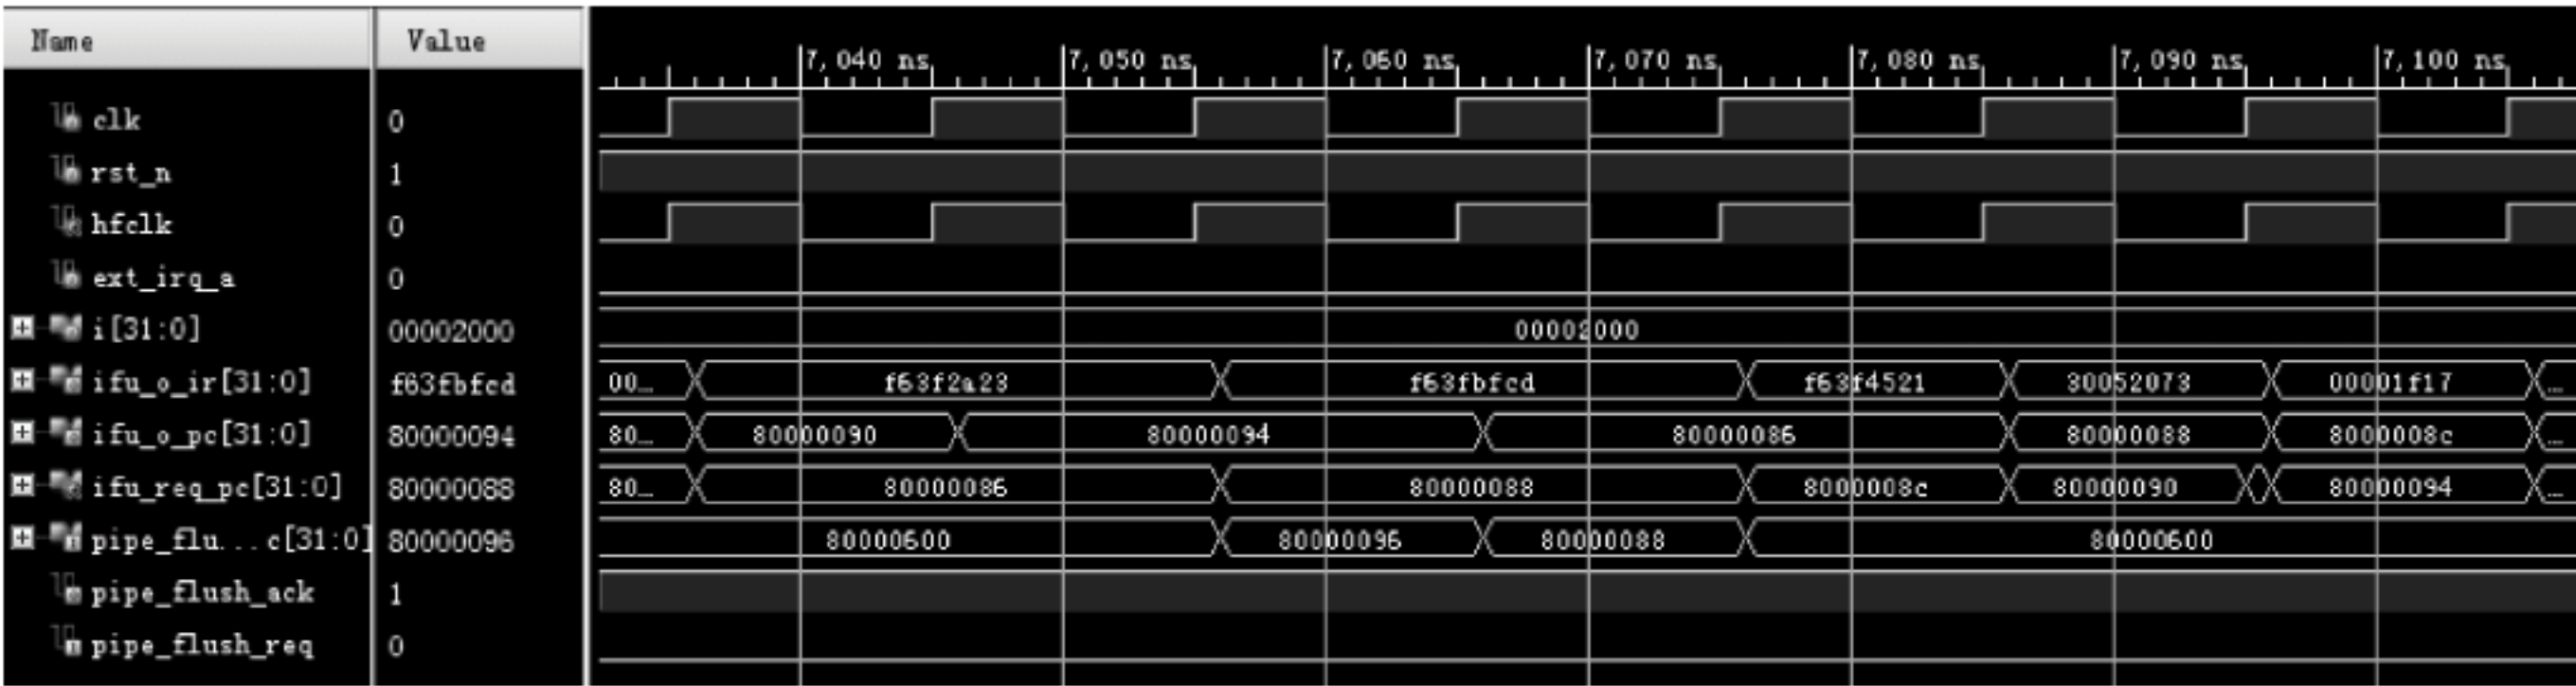 Name Value
7,040 ns 7,050 ns 7,060 ns 7,070 ns 7,080 ns 7,090 ns 7,100 ns
clk 0
rst_n 1
hfclk 0
ext_irq_a 0
i[31:0] 00002000 00002000
ifu_o_ir[31:0] f63fbfcd 00... f63f2a23 f63fbfcd f63f4521 30052073 00001f17 ...
ifu_o_pc[31:0] 80000094 80... 80000090 80000094 80000086 80000088 8000008c ...
ifu_req_pc[31:0] 80000088 80... 80000086 80000088 8000008c 80000090 80000094 ...
pipe_flu...c[31:0] 80000096 80000600 80000096 80000088 80000600
pipe_flush_ack 1
pipe_flush_req 0